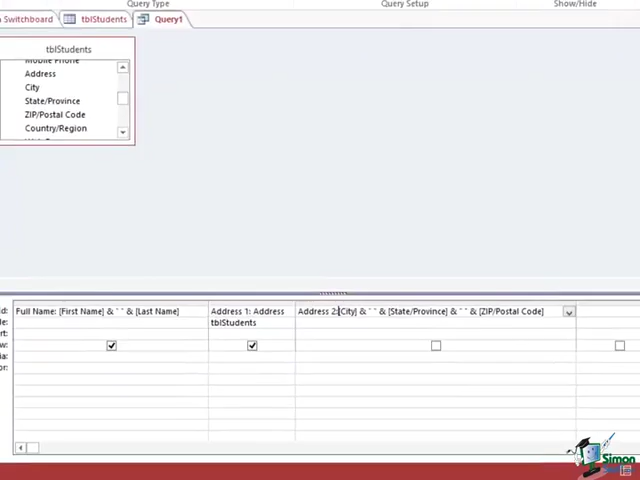 Query Type
Query Setup
Show/Hide
Switchboard
tblStudents
Query1
tblStudents
Mobile Phone
Address
City
State/Province
ZIP/Postal Code
Country/Region
Full Name: [First Name] & " " & [Last Name]
Address 1: Address
Address 2:[City] & " " & [State/Province] & " " & [ZIP/Postal Code]
tblStudents
Simon